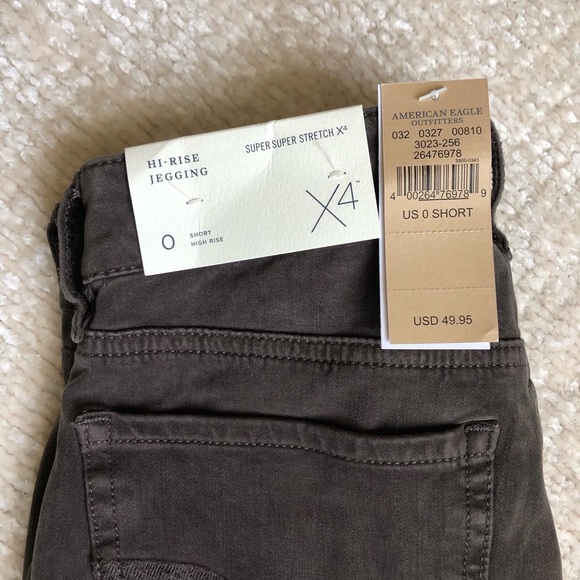 HI-RISE
JEGGING
SUPER SUPER STRETCH X4
0
SHORT
HIGH RISE
X4™
AMERICAN EAGLE
OUTFITTERS
032 0327 00810
3023-256
26476978
4 00264 76978 9
US 0 SHORT
USD 49.95